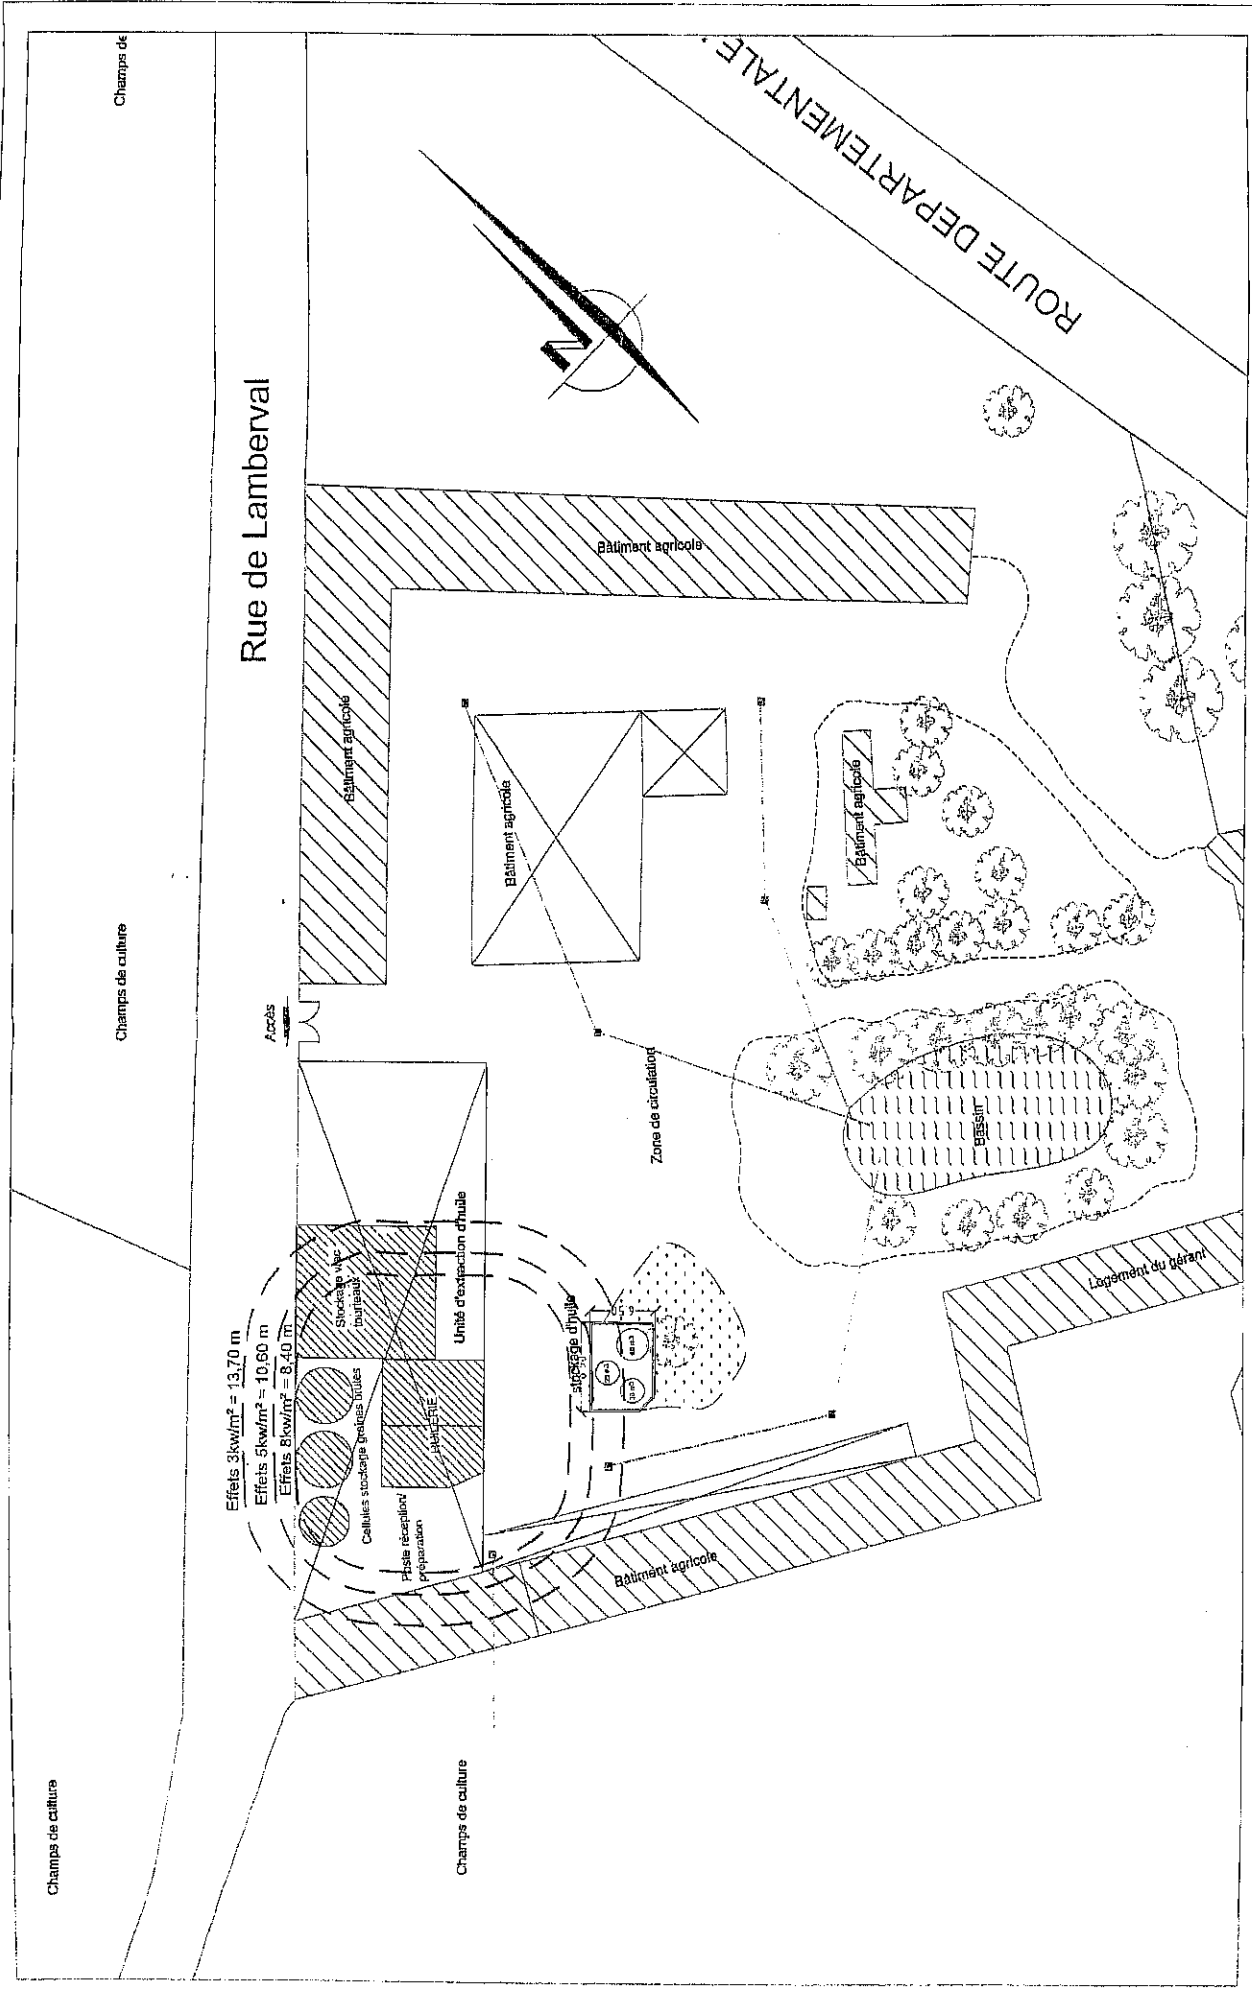 Champs de culture
Champs de culture
Champs de
Rue de Lamberval
Effets 3kw/m² = 13,70 m
Effets 5kw/m² = 10,60 m
Effets 8kw/m² = 8,40 m
Accès
Stockage vrac
tourteaux
Bâtiment agricole
Cellules stockage graines brutes
Poste réception/
préparation
HUILERIE
Unité d'extraction d'huile
Champs de culture
Bâtiment agricole
Bâtiment agricole
N
stockage d'huile
6,50
Zone de circulation
Bâtiment agricole
Bâtiment agricole
Bassin
Logement du gérant
ROUTE DEPARTEMENTALE